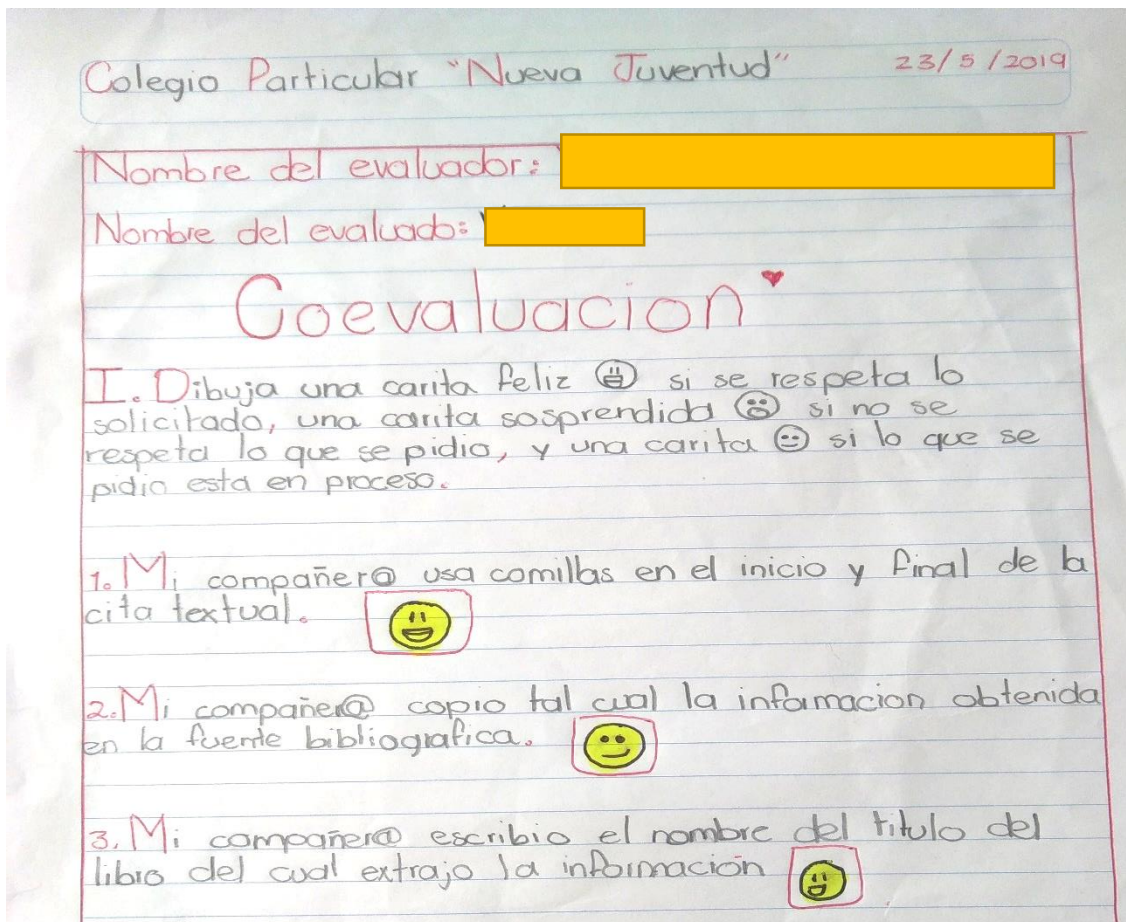 Colegio Particular "Nueva Juventud" 23/5/2019
Nombre del evaluador:
Nombre del evaluado:
Coevaluacion
I. Dibuja una carita feliz si se respeta lo
solicitado, una carita sosprendida si no se
respeta lo que se pidio, y una carita si lo que se
pidio esta en proceso.
1. Mi compañer@ usa comillas en el inicio y final de la
cita textual.
2. Mi compañer@ copio tal cual la informacion obtenida
en la fuente bibliografica.
3. Mi compañer@ escribio el nombre del titulo del
libro del cual extrajo la información